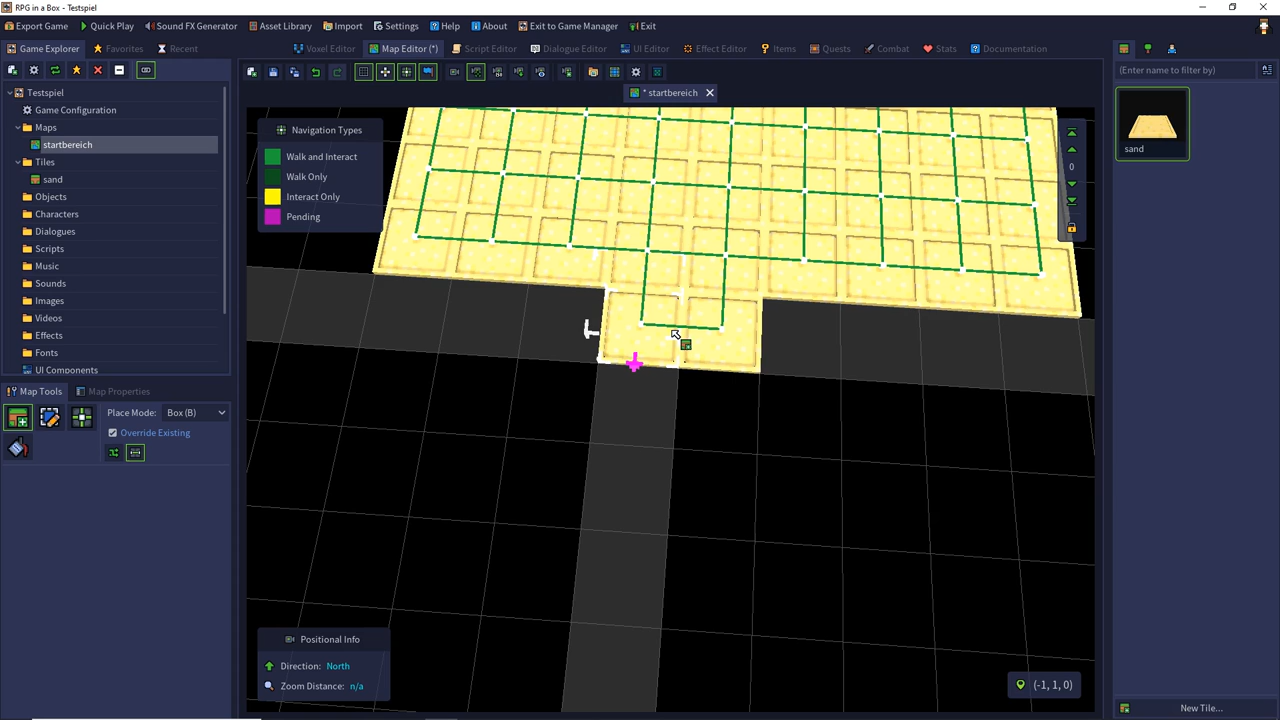 RPG in a Box - Testspiel
Export Game Quick Play Sound FX Generator Asset Library Import Settings Help About Exit to Game Manager Exit
Game Explorer Favorites Recent Voxel Editor Map Editor (*) Script Editor Dialogue Editor UI Editor Effect Editor Items Quests Combat Stats Documentation
(Enter name to filter by)
* startbereich
Testspiel
Game Configuration
Maps
startbereich
Tiles
sand
Objects
Characters
Dialogues
Scripts
Music
Sounds
Images
Videos
Effects
Fonts
UI Components
Navigation Types
Walk and Interact
Walk Only
Interact Only
Pending
0
sand
Map Tools Map Properties
Place Mode: Box (B)
Override Existing
Positional Info
Direction: North
Zoom Distance: n/a
(-1, 1, 0)
New Tile...